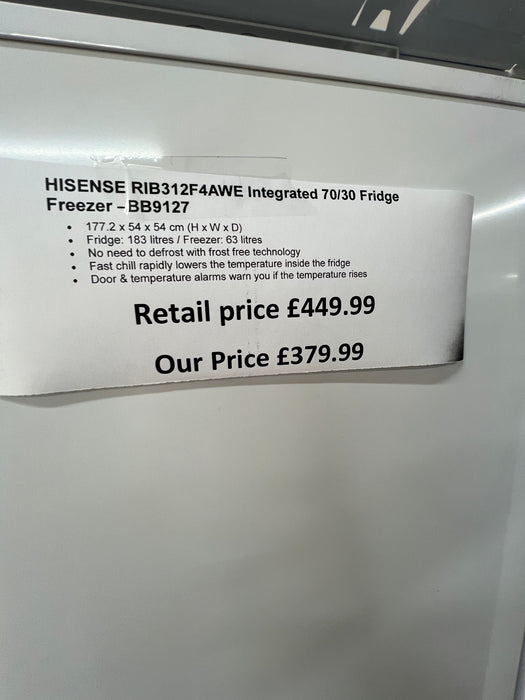 HISENSE RIB312F4AWE Integrated 70/30 Fridge
Freezer – BB9127
• 177.2 x 54 x 54 cm (H x W x D)
• Fridge: 183 litres / Freezer: 63 litres
• No need to defrost with frost free technology
• Fast chill rapidly lowers the temperature inside the fridge
• Door & temperature alarms warn you if the temperature rises
Retail price £449.99
Our Price £379.99